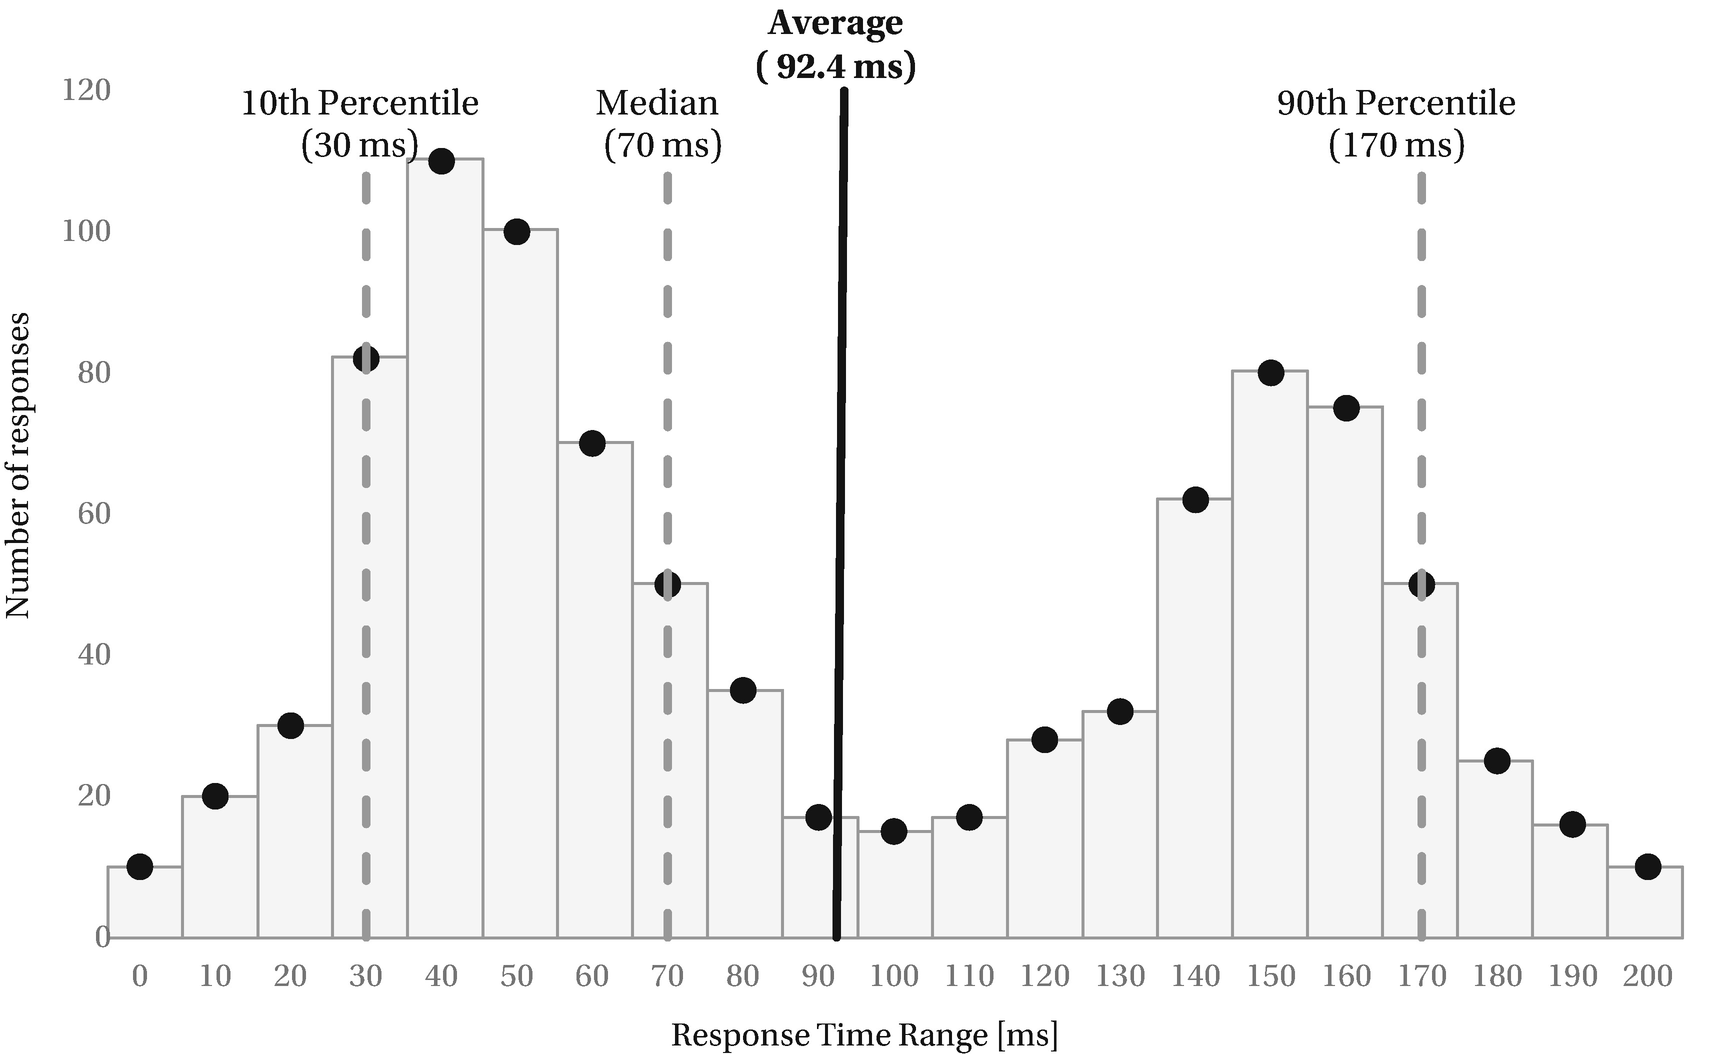 Average
( 92.4 ms)
10th Percentile
(30 ms)
Median
(70 ms)
90th Percentile
(170 ms)
120
100
80
60
40
20
0
Number of responses
0 10 20 30 40 50 60 70 80 90 100 110 120 130 140 150 160 170 180 190 200
Response Time Range [ms]